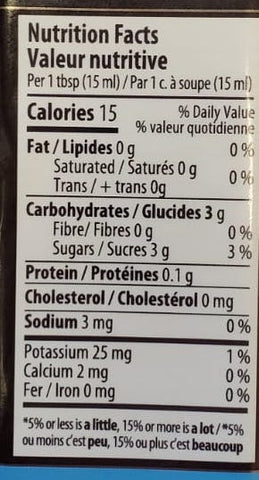 Nutrition Facts
Valeur nutritive
Per 1 tbsp (15 ml) / Par 1 c. à soupe (15 ml)
Calories 15 % Daily Value
% valeur quotidienne
Fat / Lipides 0 g 0 %
Saturated / Saturés 0 g
Trans / + trans 0g 0 %
Carbohydrates / Glucides 3 g
Fibre/ Fibres 0 g 0 %
Sugars / Sucres 3 g 3 %
Protein / Protéines 0.1 g
Cholesterol / Cholestérol 0 mg
Sodium 3 mg 0 %
Potassium 25 mg 1 %
Calcium 2 mg 0 %
Fer / Iron 0 mg 0 %
*5% or less is a little, 15% or more is a lot / *5%
ou moins c'est peu, 15% ou plus c'est beaucoup